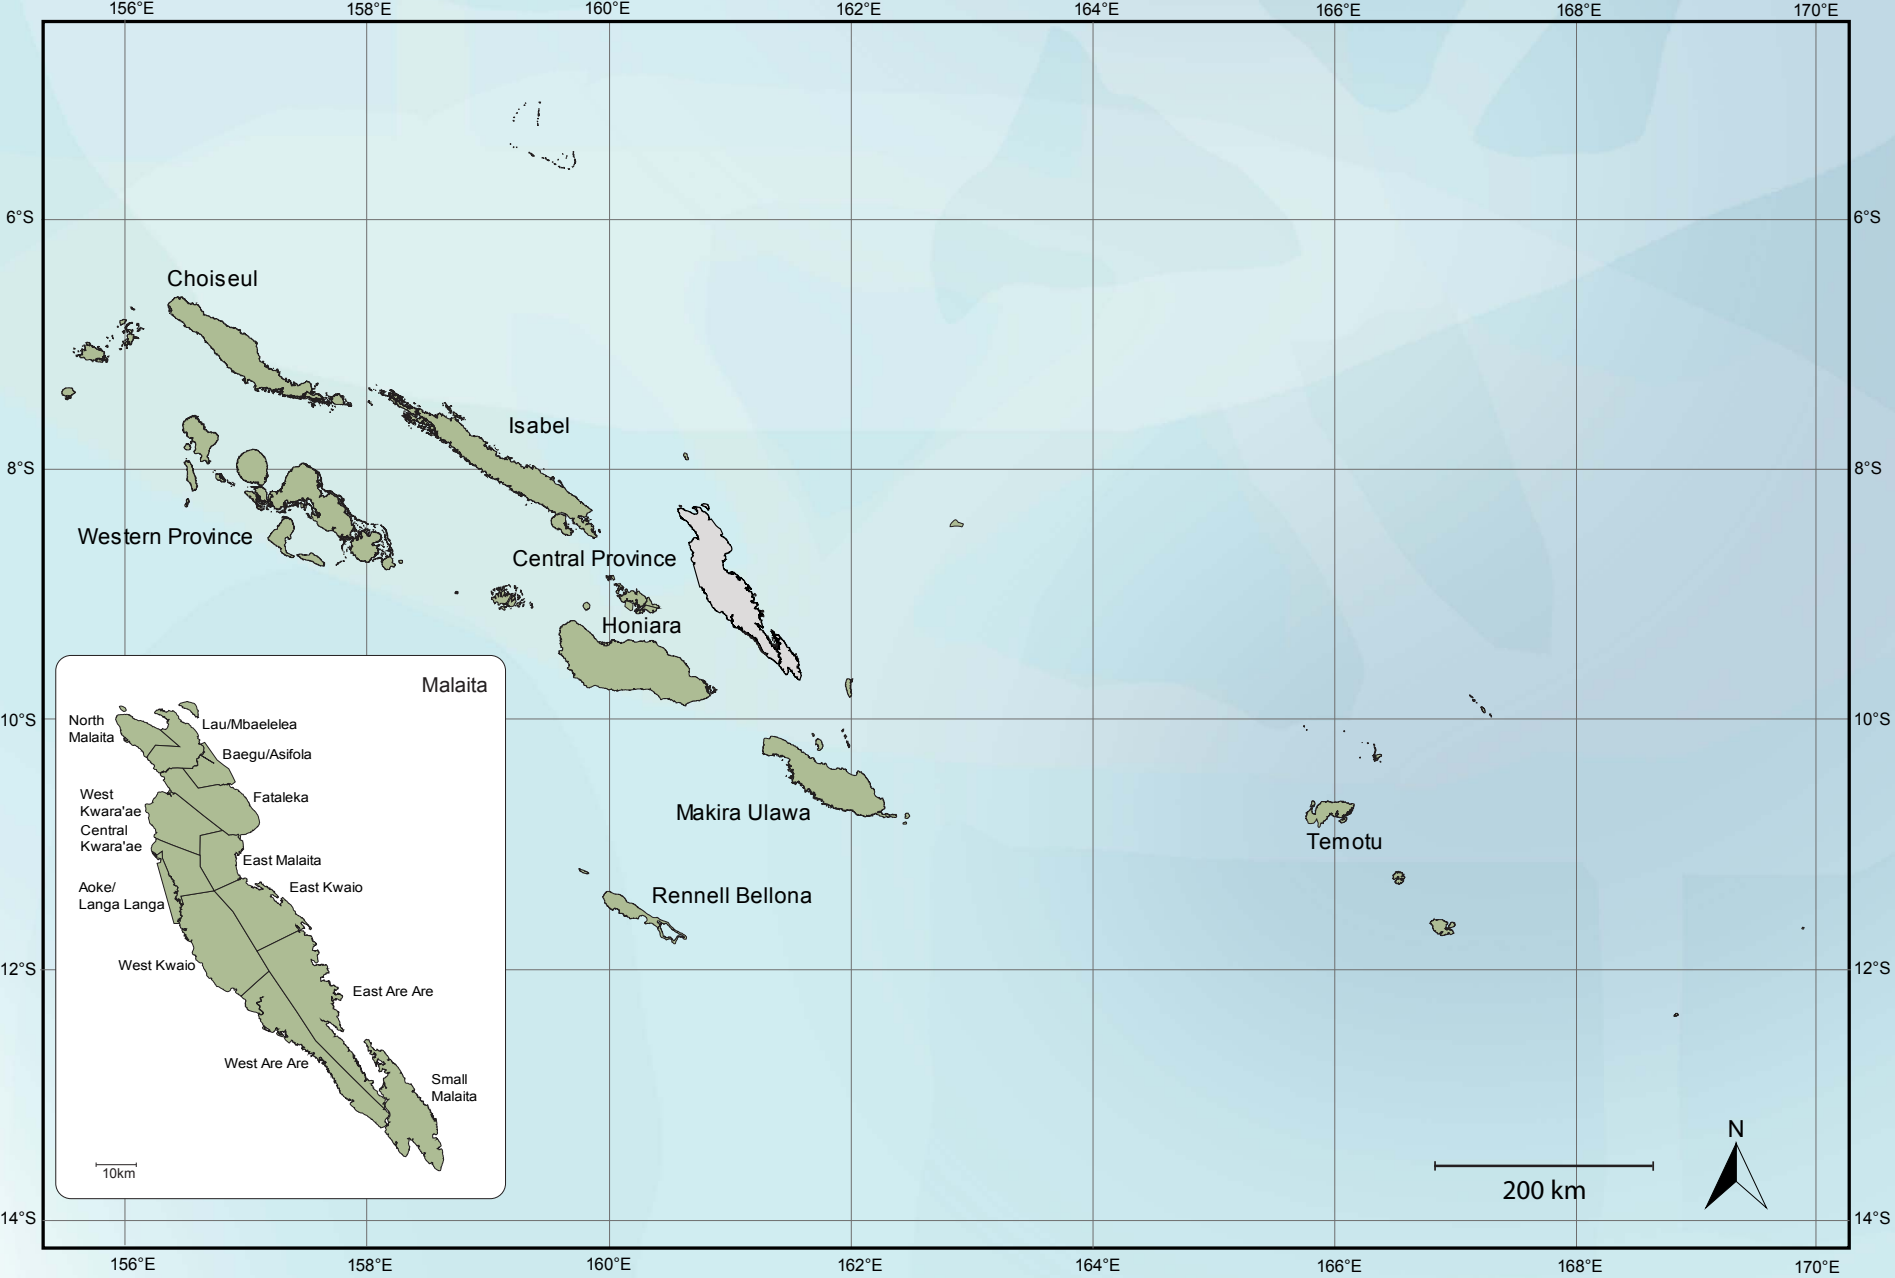 156°E 158°E 160°E 162°E 164°E 166°E 168°E 170°E
6°S 6°S
Choiseul
Isabel
8°S 8°S
Western Province
Central Province
Honiara
Malaita
North
Malaita
Lau/Mbaelelea
Baegu/Asifola
West
Kwara'ae
Fataleka
Central
Kwara'ae
East Malaita
Aoke/
Langa Langa
East Kwaio
West Kwaio
East Are Are
West Are Are
Small
Malaita
10km
10°S 10°S
Makira Ulawa
Temotu
Rennell Bellona
12°S 12°S
N
200 km
14°S 14°S
156°E 158°E 160°E 162°E 164°E 166°E 168°E 170°E